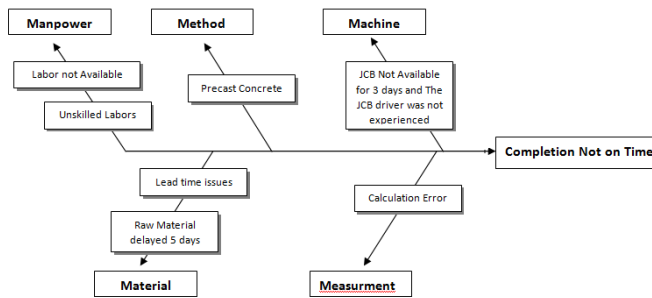 Manpower
Method
Machine
Labor not Available
Unskilled Labors
Precast Concrete
JCB Not Available
for 3 days and The
JCB driver was not
experienced
Completion Not on Time
Lead time issues
Raw Material
delayed 5 days
Calculation Error
Material
Measurment